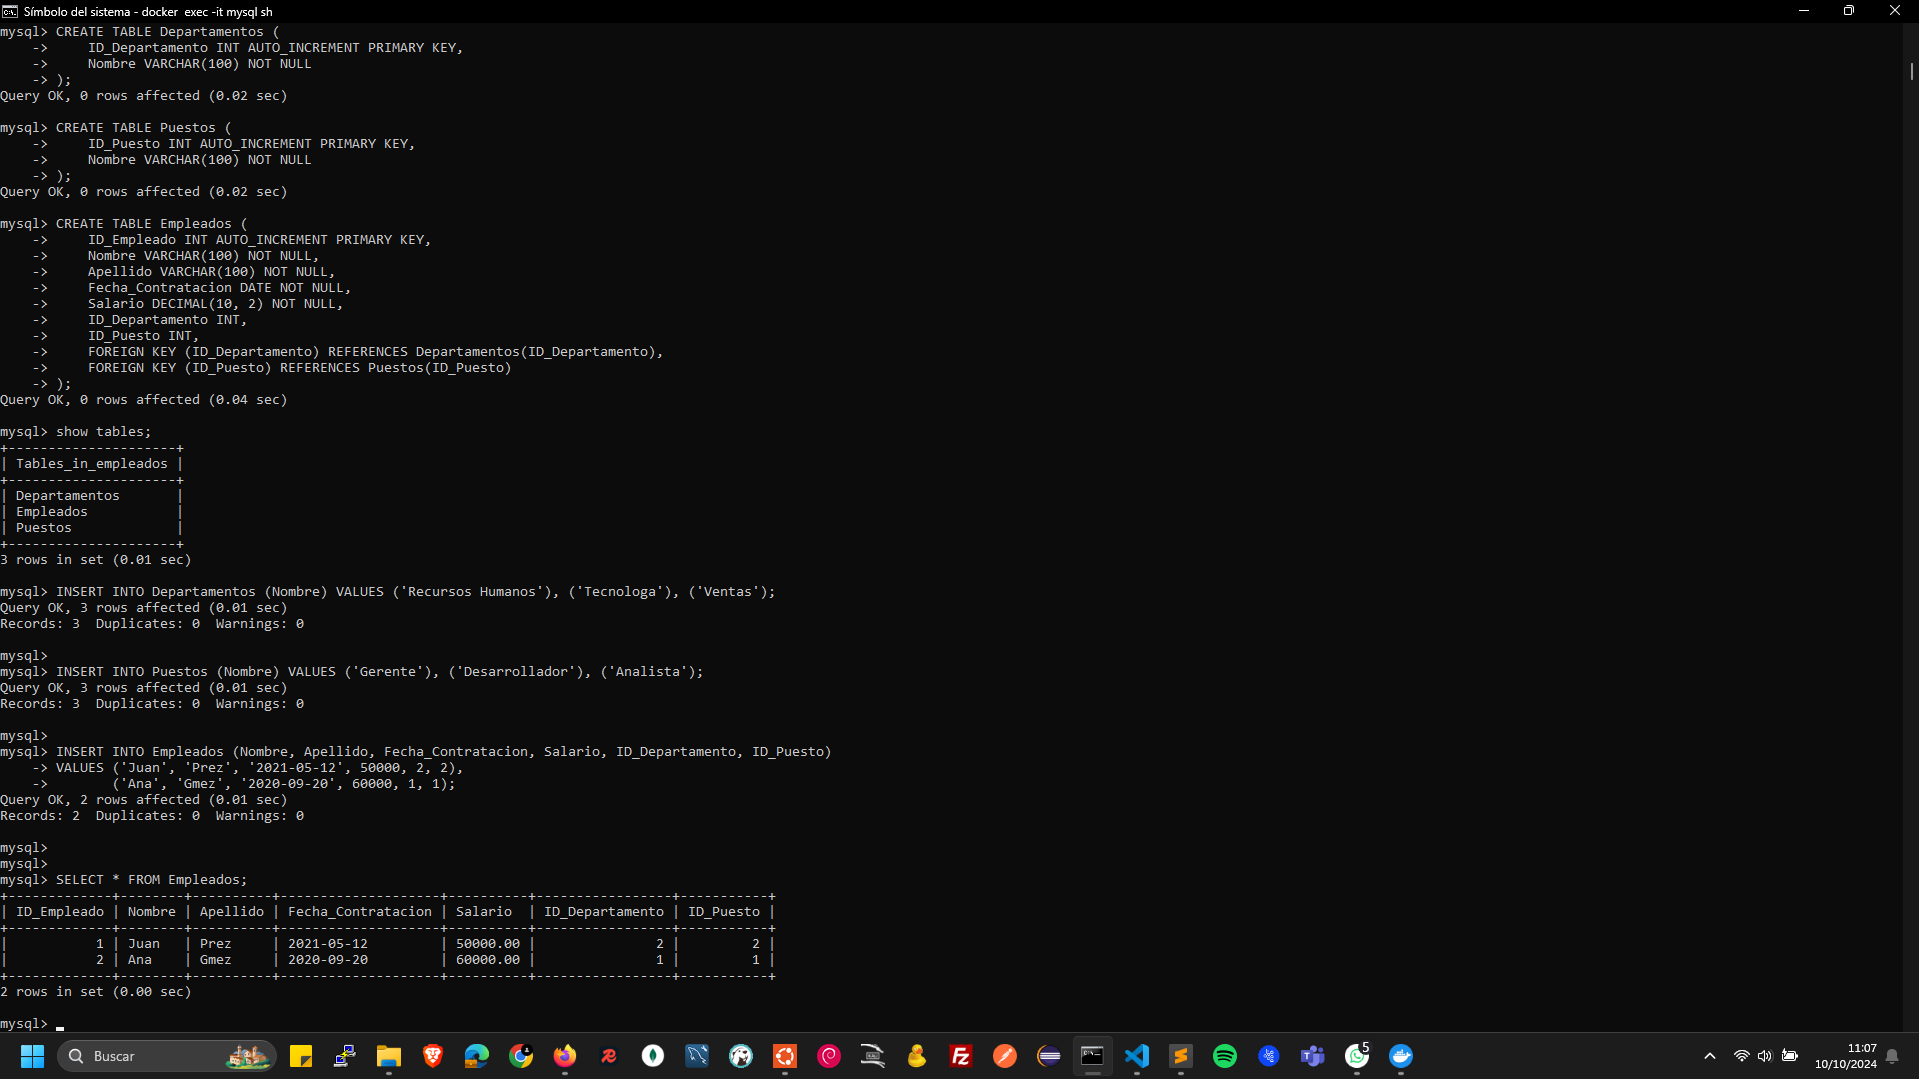 Símbolo del sistema - docker  exec -it mysql sh
mysql> CREATE TABLE Departamentos (
    ->     ID_Departamento INT AUTO_INCREMENT PRIMARY KEY,
    ->     Nombre VARCHAR(100) NOT NULL
    -> );
Query OK, 0 rows affected (0.02 sec)
mysql> CREATE TABLE Puestos (
    ->     ID_Puesto INT AUTO_INCREMENT PRIMARY KEY,
    ->     Nombre VARCHAR(100) NOT NULL
    -> );
Query OK, 0 rows affected (0.02 sec)
mysql> CREATE TABLE Empleados (
    ->     ID_Empleado INT AUTO_INCREMENT PRIMARY KEY,
    ->     Nombre VARCHAR(100) NOT NULL,
    ->     Apellido VARCHAR(100) NOT NULL,
    ->     Fecha_Contratacion DATE NOT NULL,
    ->     Salario DECIMAL(10, 2) NOT NULL,
    ->     ID_Departamento INT,
    ->     ID_Puesto INT,
    ->     FOREIGN KEY (ID_Departamento) REFERENCES Departamentos(ID_Departamento),
    ->     FOREIGN KEY (ID_Puesto) REFERENCES Puestos(ID_Puesto)
    -> );
Query OK, 0 rows affected (0.04 sec)
mysql> show tables;
+---------------------+
| Tables_in_empleados |
+---------------------+
| Departamentos       |
| Empleados           |
| Puestos             |
+---------------------+
3 rows in set (0.01 sec)
mysql> INSERT INTO Departamentos (Nombre) VALUES ('Recursos Humanos'), ('Tecnologa'), ('Ventas');
Query OK, 3 rows affected (0.01 sec)
Records: 3  Duplicates: 0  Warnings: 0
mysql>
mysql> INSERT INTO Puestos (Nombre) VALUES ('Gerente'), ('Desarrollador'), ('Analista');
Query OK, 3 rows affected (0.01 sec)
Records: 3  Duplicates: 0  Warnings: 0
mysql>
mysql> INSERT INTO Empleados (Nombre, Apellido, Fecha_Contratacion, Salario, ID_Departamento, ID_Puesto)
    -> VALUES ('Juan', 'Prez', '2021-05-12', 50000, 2, 2),
    ->        ('Ana', 'Gmez', '2020-09-20', 60000, 1, 1);
Query OK, 2 rows affected (0.01 sec)
Records: 2  Duplicates: 0  Warnings: 0
mysql>
mysql>
mysql> SELECT * FROM Empleados;
+-------------+--------+----------+--------------------+----------+-----------------+-----------+
| ID_Empleado | Nombre | Apellido | Fecha_Contratacion | Salario  | ID_Departamento | ID_Puesto |
+-------------+--------+----------+--------------------+----------+-----------------+-----------+
|           1 | Juan   | Prez     | 2021-05-12         | 50000.00 |               2 |         2 |
|           2 | Ana    | Gmez     | 2020-09-20         | 60000.00 |               1 |         1 |
+-------------+--------+----------+--------------------+----------+-----------------+-----------+
2 rows in set (0.00 sec)
mysql> _
Buscar
FZ
5
11:07
10/10/2024